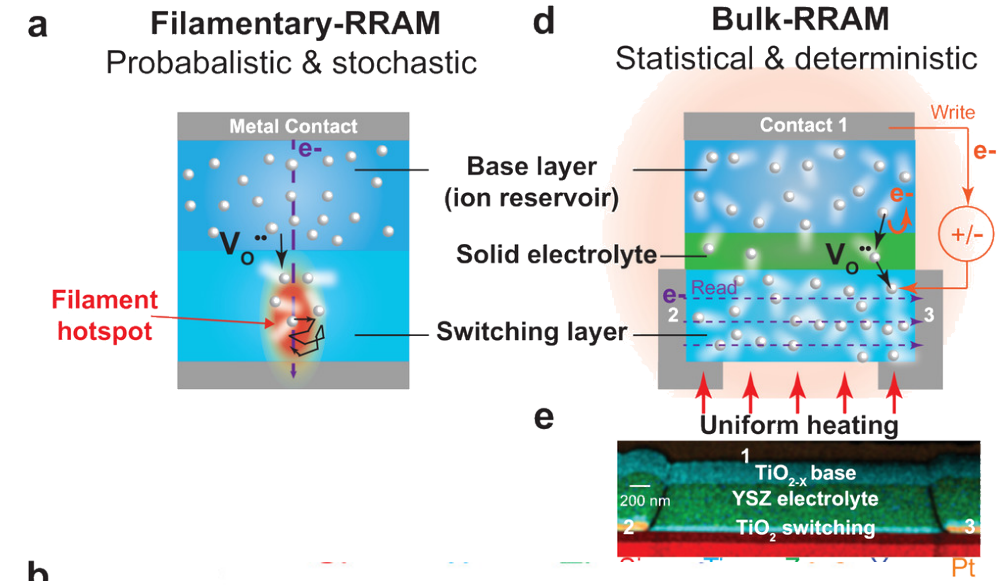 a
Filamentary-RRAM
Probabalistic & stochastic
Metal Contact
e-
Base layer
(ion reservoir)
Vo••
Solid electrolyte
Filament
hotspot
Switching layer
d
Bulk-RRAM
Statistical & deterministic
Contact 1
Write
e-
e-
+/-
Vo••
e-
Read
2
3
Uniform heating
e
1
TiO2-X base
200 nm
YSZ electrolyte
2
TiO2 switching
3
b
Pt